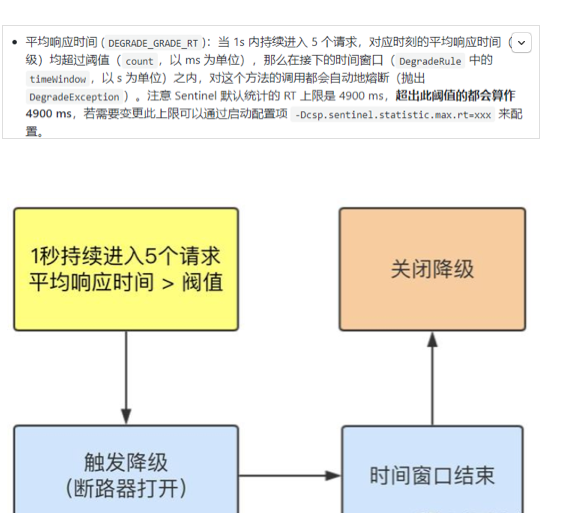 平均响应时间 ( DEGRADE_GRADE_RT )：当 1s 内持续进入 5 个请求，对应时刻的平均响应时间（
级）均超过阈值（ count ，以 ms 为单位），那么在接下的时间窗口（ DegradeRule 中的
timeWindow ，以 s 为单位）之内，对这个方法的调用都会自动地熔断（抛出
DegradeException ）。注意 Sentinel 默认统计的 RT 上限是 4900 ms，超出此阈值的都会算作
4900 ms，若需要变更此上限可以通过启动配置项 -Dcsp.sentinel.statistic.max.rt=xxx 来配
置。
1秒持续进入5个请求
平均响应时间 > 阀值
关闭降级
触发降级
(断路器打开)
时间窗口结束